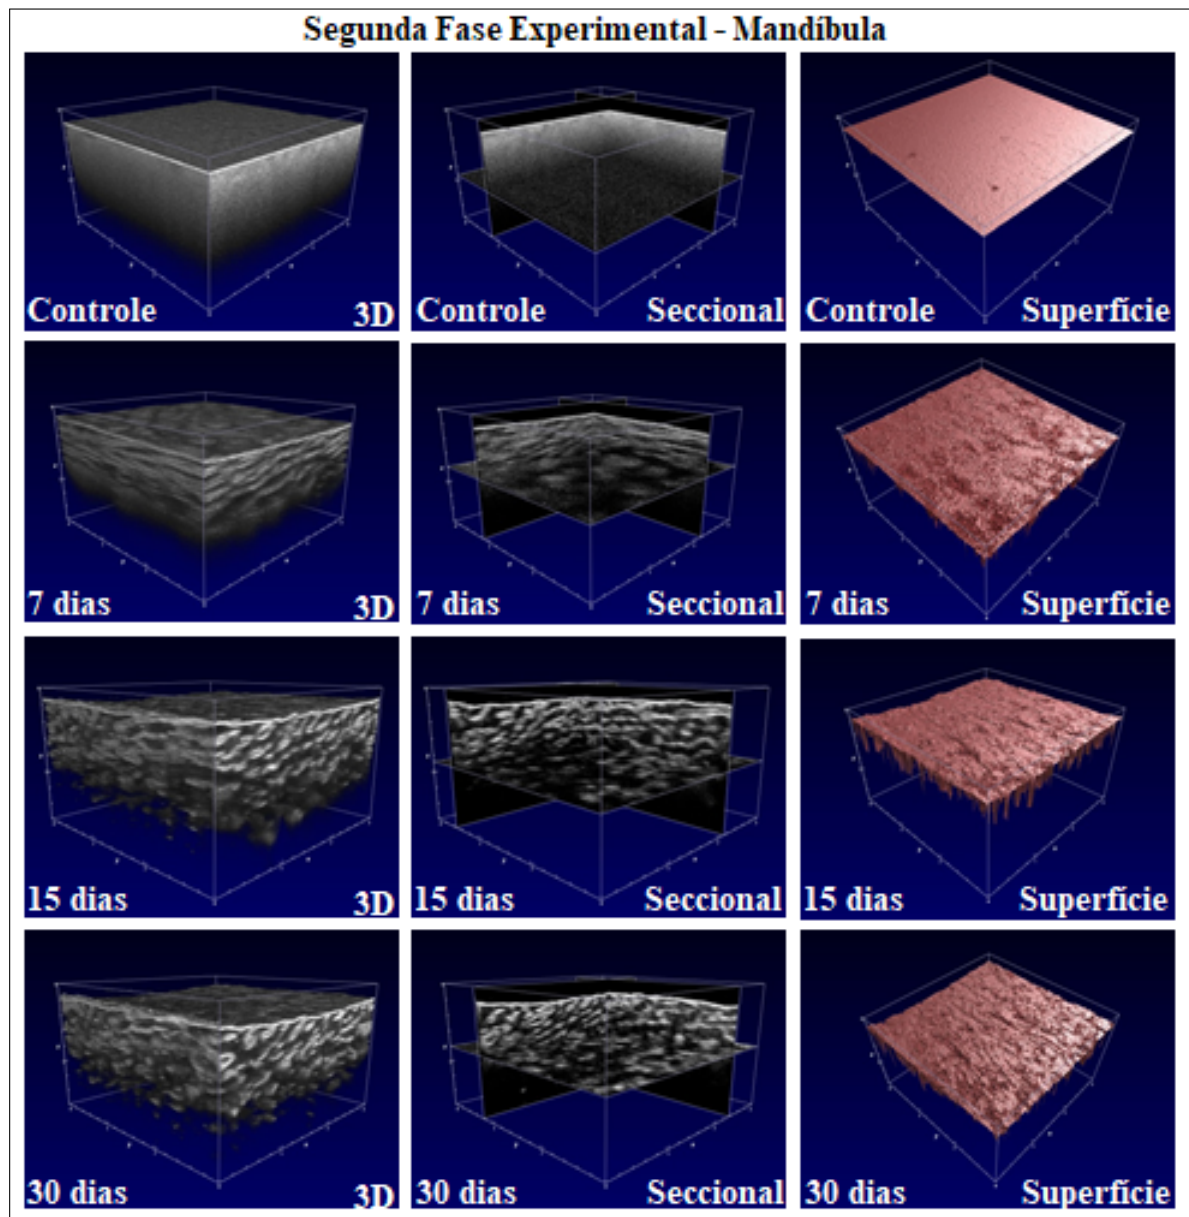 Segunda Fase Experimental - Mandíbula
Controle 3D
Controle Seccional
Controle Superfície
7 dias 3D
7 dias Seccional
7 dias Superfície
15 dias 3D
15 dias Seccional
15 dias Superfície
30 dias 3D
30 dias Seccional
30 dias Superfície